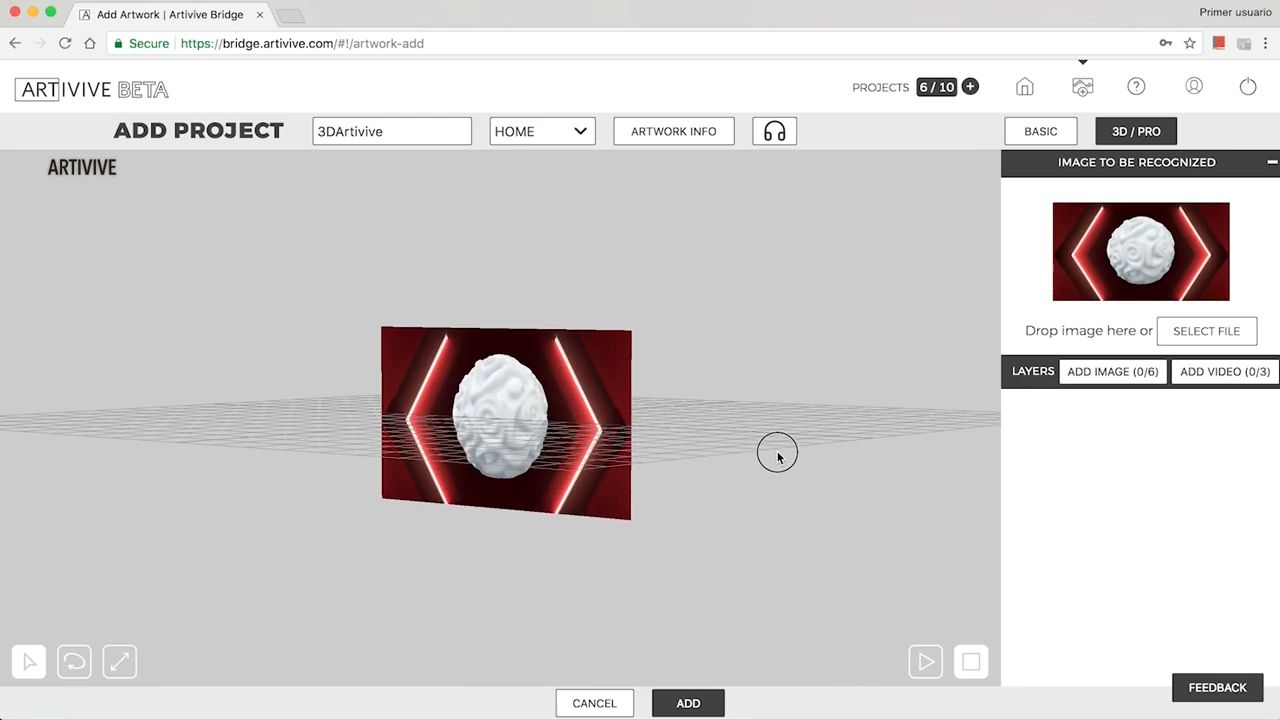 Add Artwork | Artivive Bridge
Primer usuario
Secure https://bridge.artivive.com/#!/artwork-add
ARTIVIVE BETA
PROJECTS 6 / 10 +
ADD PROJECT
3DArtivive
HOME
ARTWORK INFO
BASIC
3D / PRO
ARTIVIVE
IMAGE TO BE RECOGNIZED
Drop image here or SELECT FILE
LAYERS ADD IMAGE (0/6) ADD VIDEO (0/3)
FEEDBACK
CANCEL
ADD